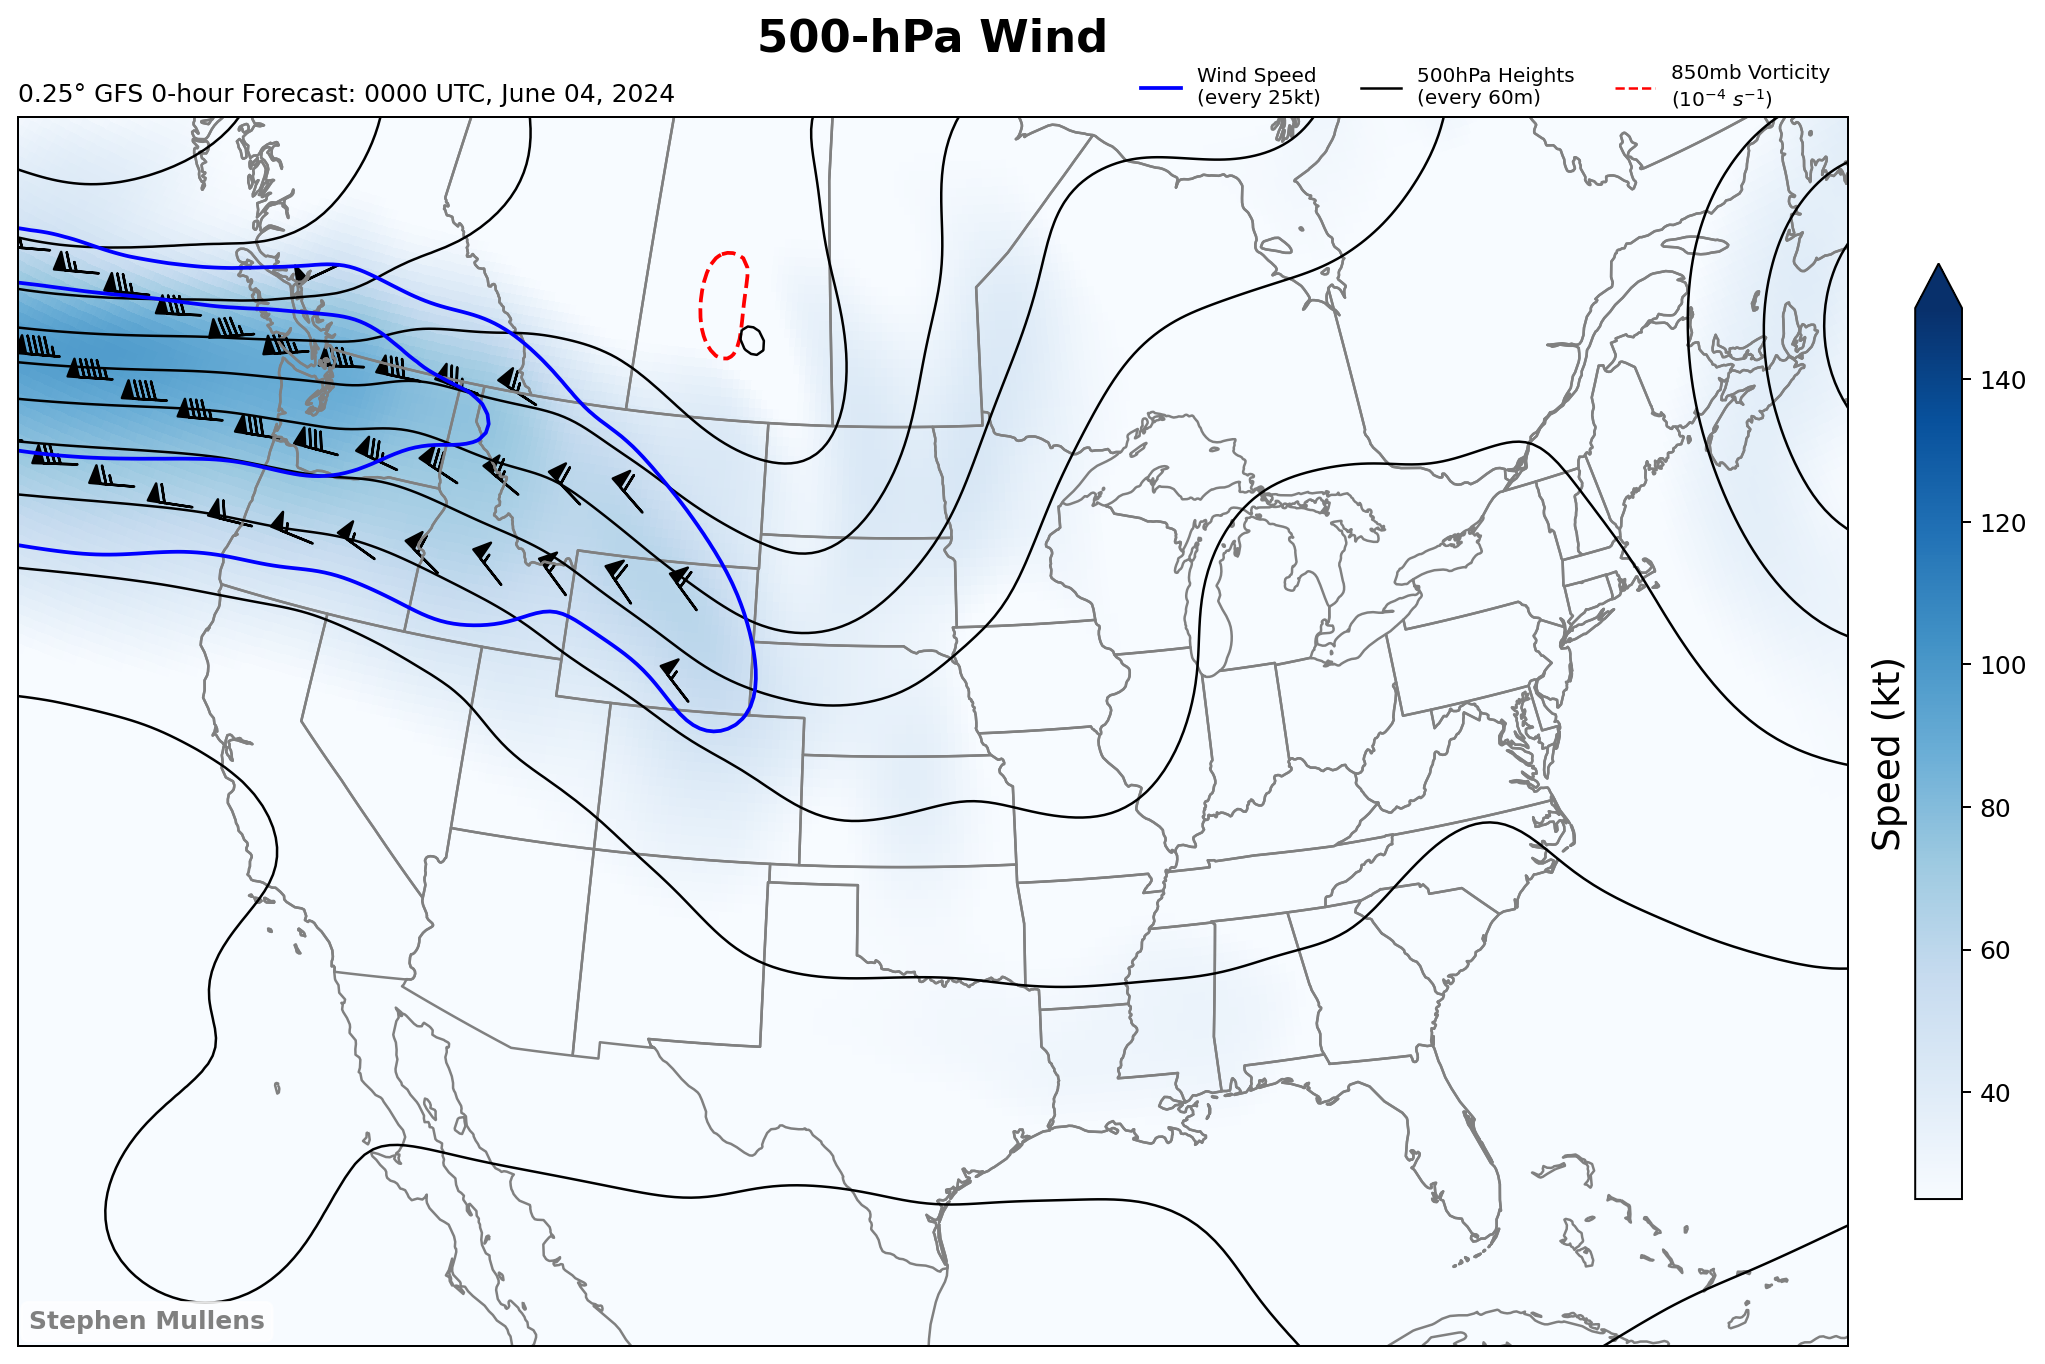 500-hPa Wind
0.25° GFS 0-hour Forecast: 0000 UTC, June 04, 2024
Wind Speed
(every 25kt)
500hPa Heights
(every 60m)
850mb Vorticity
(10⁻⁴ s⁻¹)
140
120
100
80
60
40
Speed (kt)
Stephen Mullens